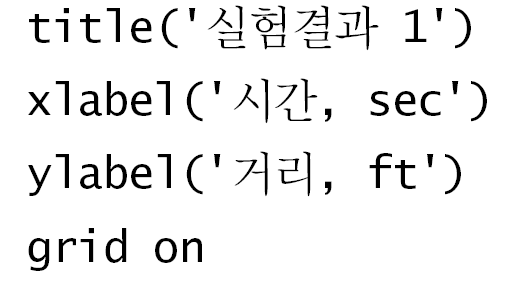 title('실험결과 1')
xlabel('시간, sec')
ylabel('거리, ft')
grid on